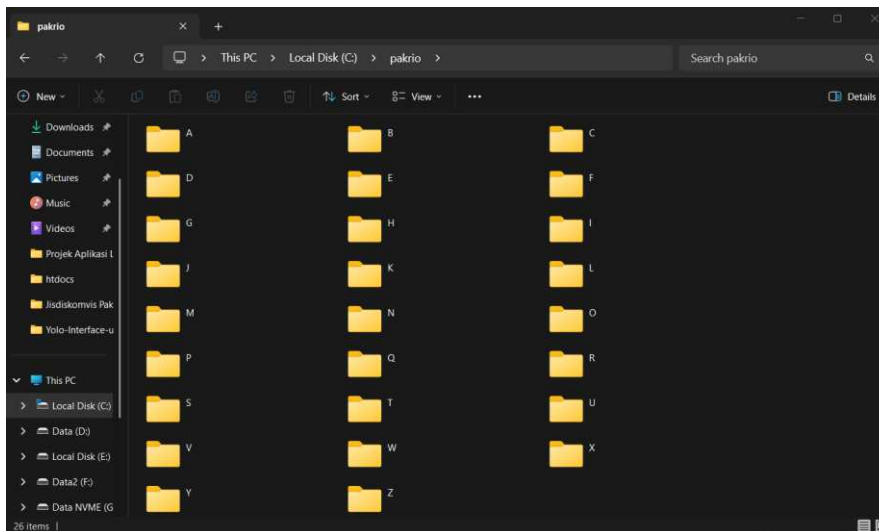 pakrio
This PC > Local Disk (C:) > pakrio >
Search pakrio
New
Sort
View
Details
Downloads
Documents
Pictures
Music
Videos
Projek Aplikasi L
htdocs
Jisdiskomvis Pak
Yolo-Interface-u
This PC
Local Disk (C:)
Data (D:)
Local Disk (E:)
Data2 (F:)
Data NVME (G
A B C
D E F
G H I
J K L
M N O
P Q R
S T U
V W X
Y Z
26 items